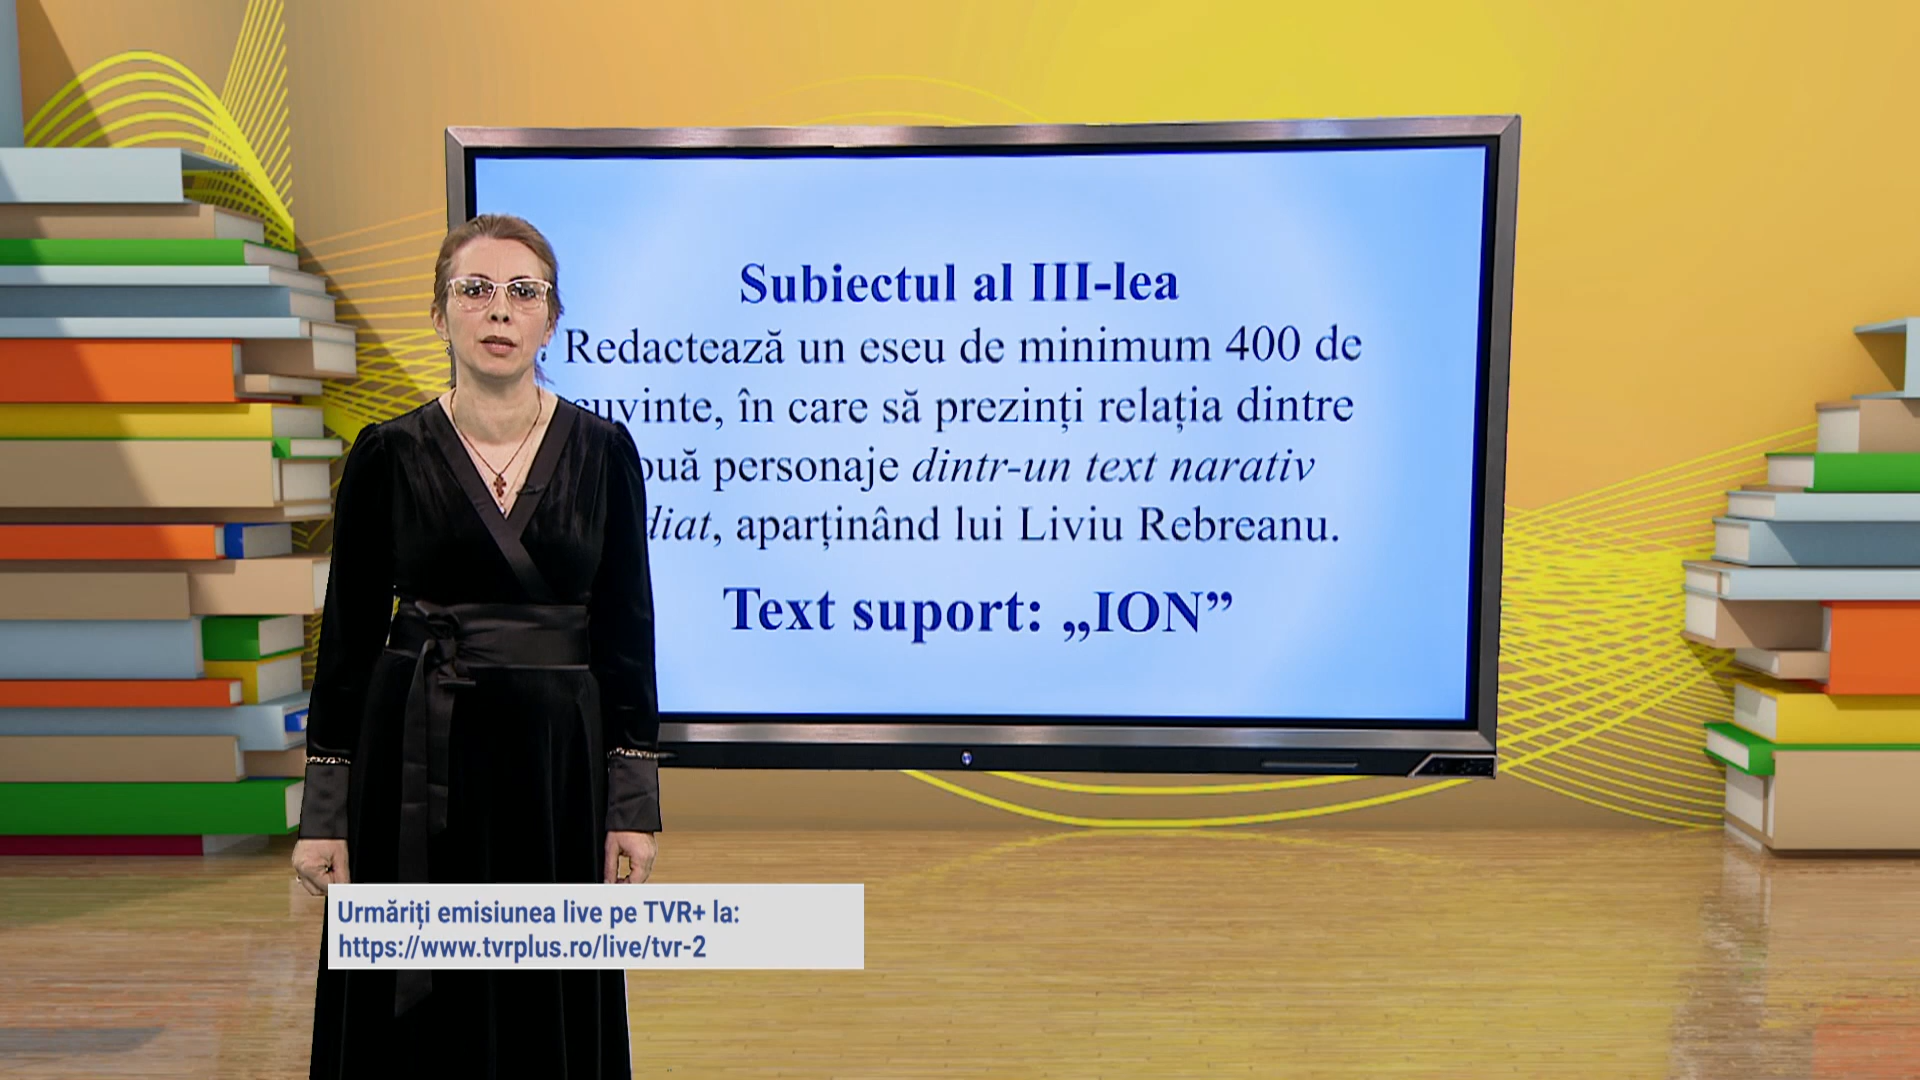 Subiectul al III-lea
Redactează un eseu de minimum 400 de
cuvinte, în care să prezinți relația dintre
personaje dintr-un text narativ
aparținând lui Liviu Rebreanu.
Text suport: „ION”
Urmăriți emisiunea live pe TVR+ la:
https://www.tvrplus.ro/live/tvr-2